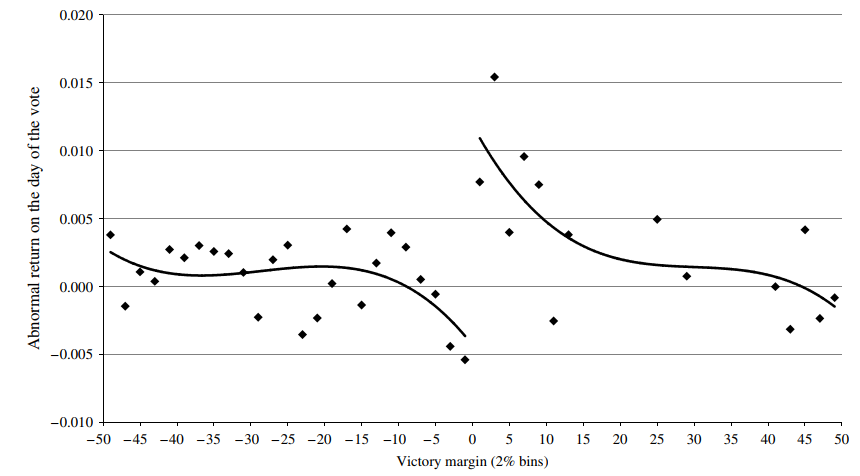 0.020
0.015
0.010
0.005
0.000
−0.005
−0.010
Abnormal return on the day of the vote
−50 −45 −40 −35 −30 −25 −20 −15 −10 −5 0 5 10 15 20 25 30 35 40 45 50
Victory margin (2% bins)